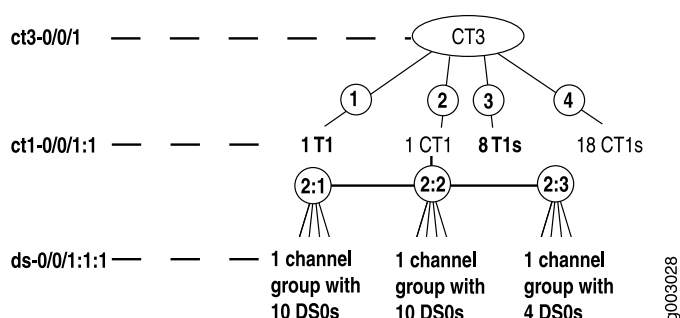 ct3-0/0/1
CT3
1
2
3
4
ct1-0/0/1:1
1 T1
1 CT1
8 T1s
18 CT1s
2:1
2:2
2:3
ds-0/0/1:1:1
1 channel
group with
10 DS0s
1 channel
group with
10 DS0s
1 channel
group with
4 DS0s
g003028